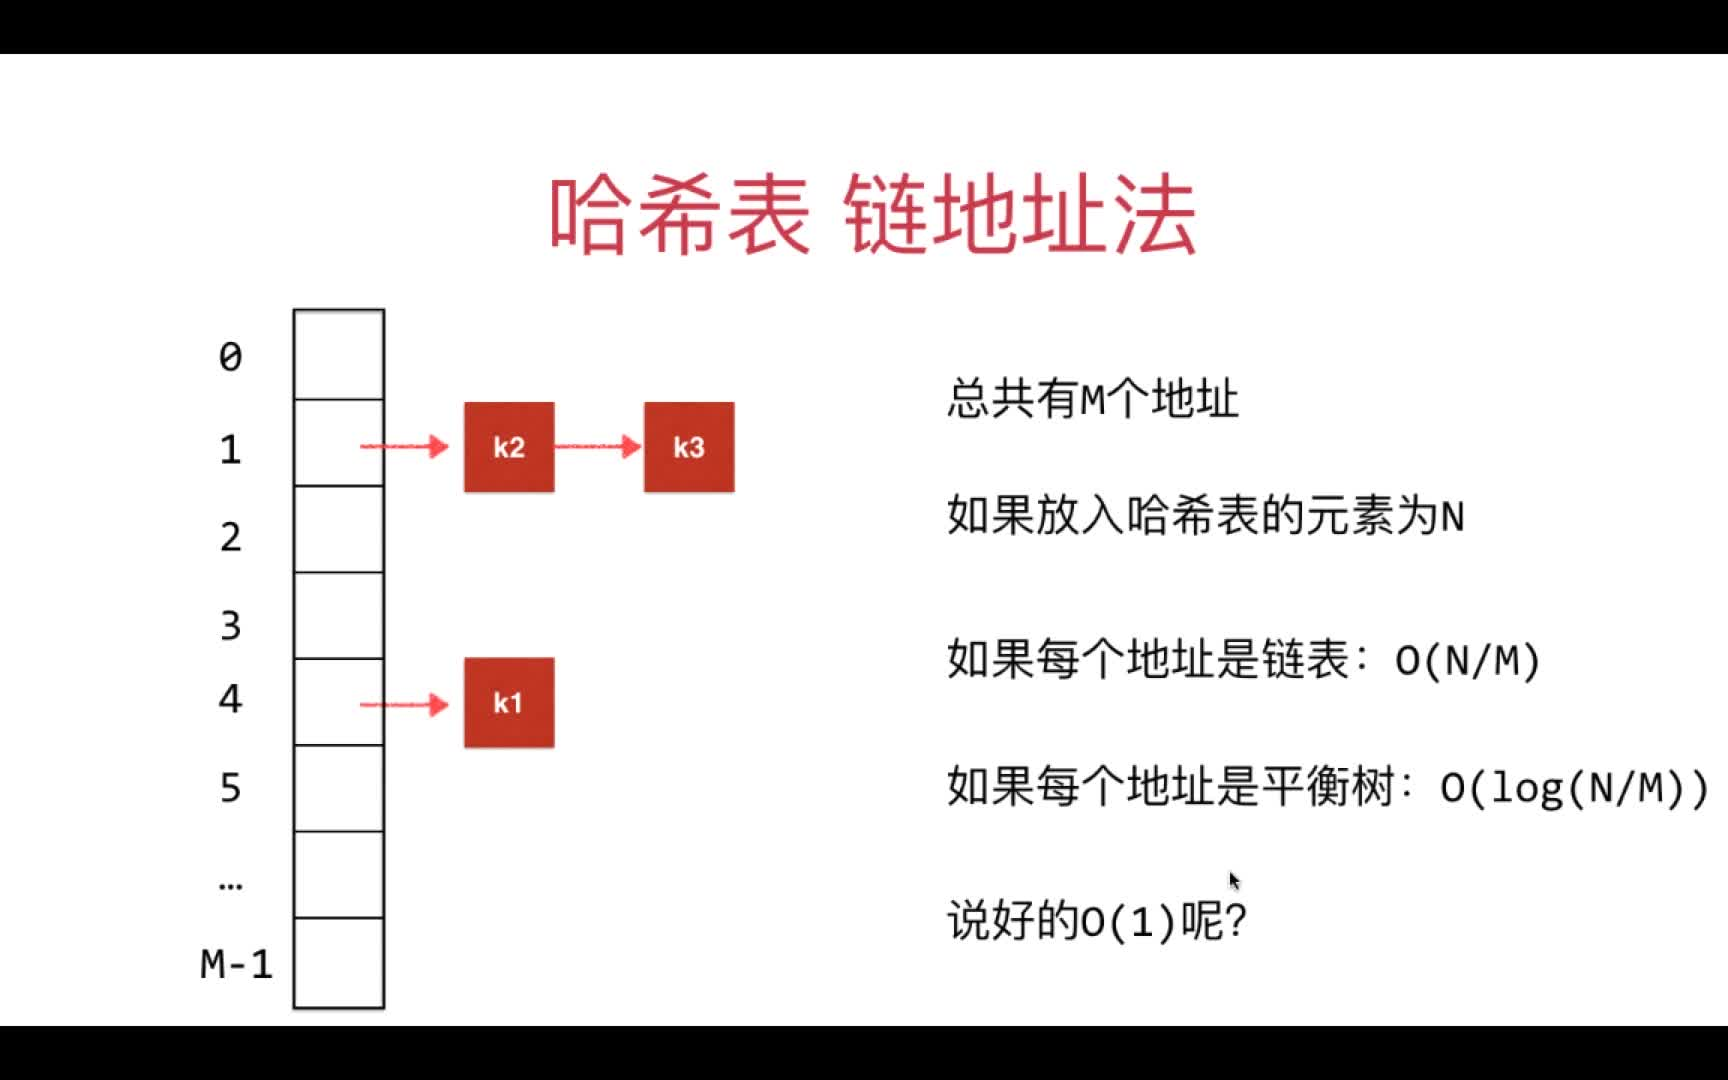 哈希表 链地址法
0
1
k2
k3
2
3
4
k1
5
…
M-1
总共有M个地址
如果放入哈希表的元素为N
如果每个地址是链表：O(N/M)
如果每个地址是平衡树：O(log(N/M))
说好的O(1)呢？